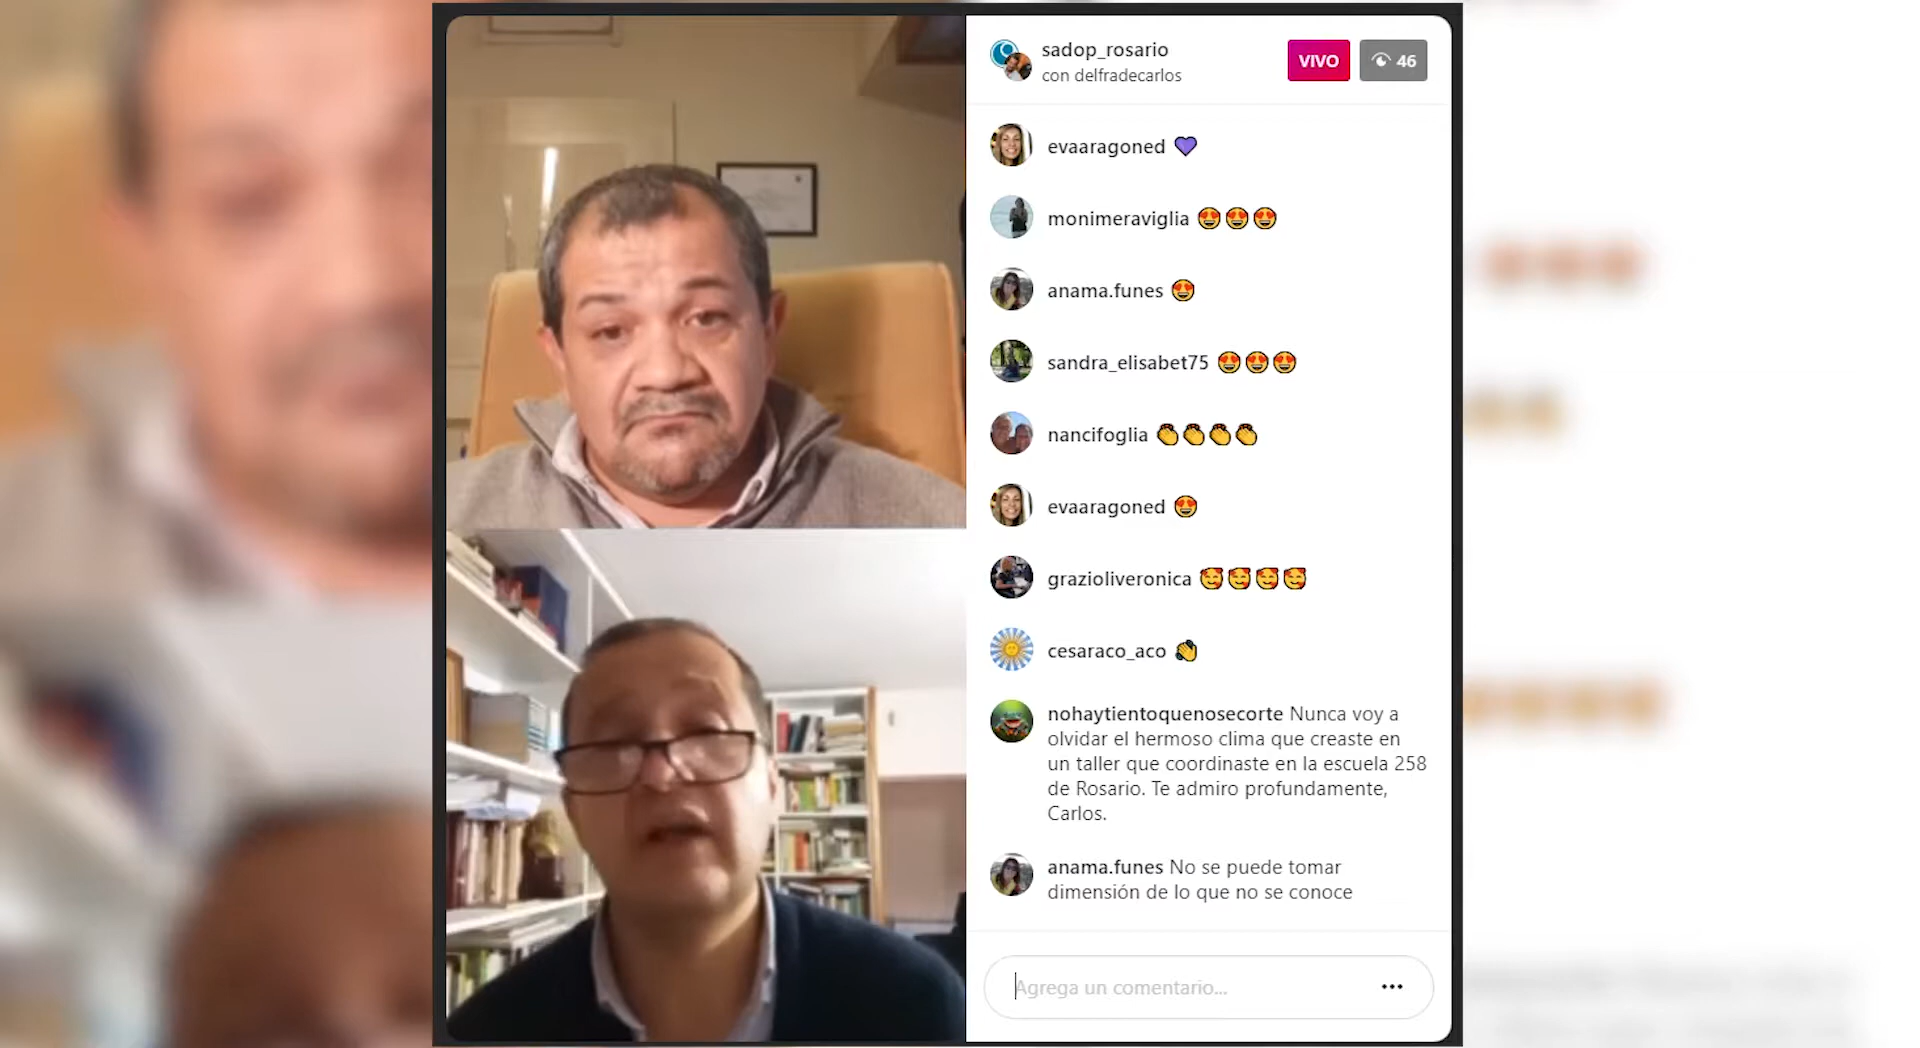 sadop_rosario
con delfradecarlos
VIVO
46
evaaragoned 💜
monimeraviglia 😍😍😍
anama.funes 😍
sandra_elisabet75 😍😍😍
nancifoglia 👏👏👏👏
evaaragoned 😍
grazioliveronica 🥰🥰🥰🥰
cesaraco_aco 👏
nohaytientoquenosecorte Nunca voy a
olvidar el hermoso clima que creaste en
un taller que coordinaste en la escuela 258
de Rosario. Te admiro profundamente,
Carlos.
anama.funes No se puede tomar
dimensión de lo que no se conoce
Agrega un comentario...